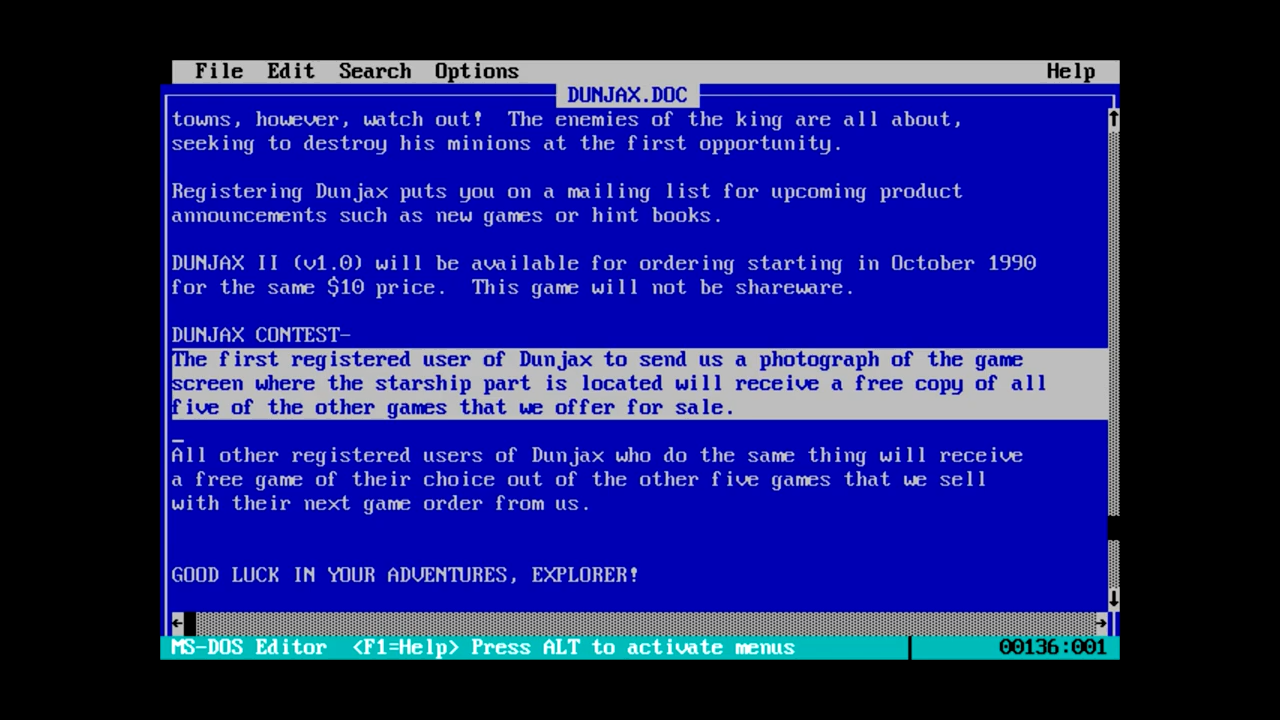 File Edit Search Options Help
DUNJAX.DOC
towns, however, watch out!  The enemies of the king are all about,
seeking to destroy his minions at the first opportunity.
Registering Dunjax puts you on a mailing list for upcoming product
announcements such as new games or hint books.
DUNJAX II (v1.0) will be available for ordering starting in October 1990
for the same $10 price.  This game will not be shareware.
DUNJAX CONTEST-
The first registered user of Dunjax to send us a photograph of the game
screen where the starship part is located will receive a free copy of all
five of the other games that we offer for sale.
All other registered users of Dunjax who do the same thing will receive
a free game of their choice out of the other five games that we sell
with their next game order from us.
GOOD LUCK IN YOUR ADVENTURES, EXPLORER!
MS-DOS Editor  <F1=Help> Press ALT to activate menus 00136:001